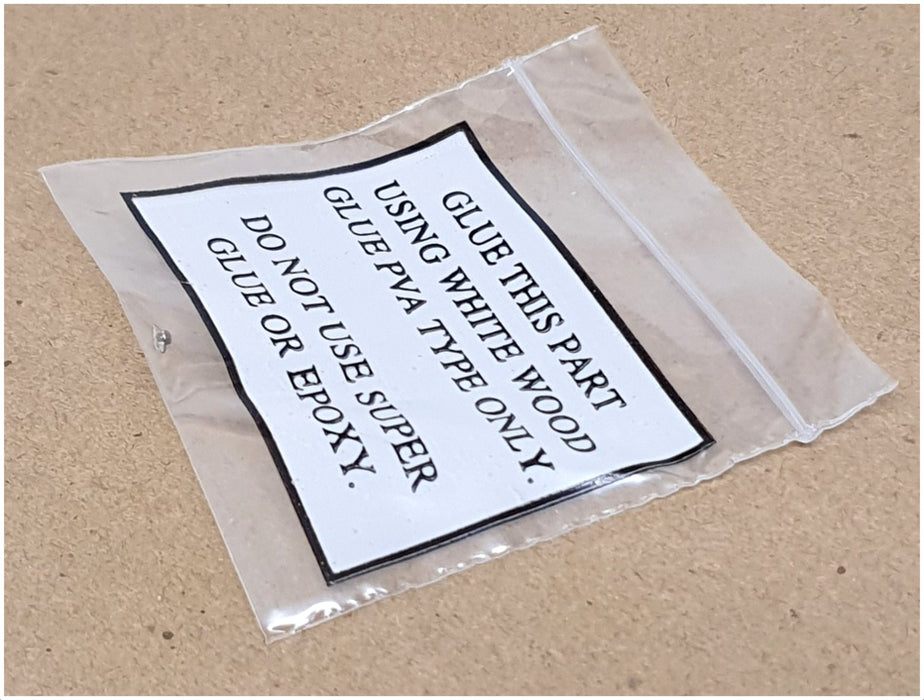 GLUE THIS PART
USING WHITE WOOD
GLUE PVA TYPE ONLY.
DO NOT USE SUPER
GLUE OR EPOXY.